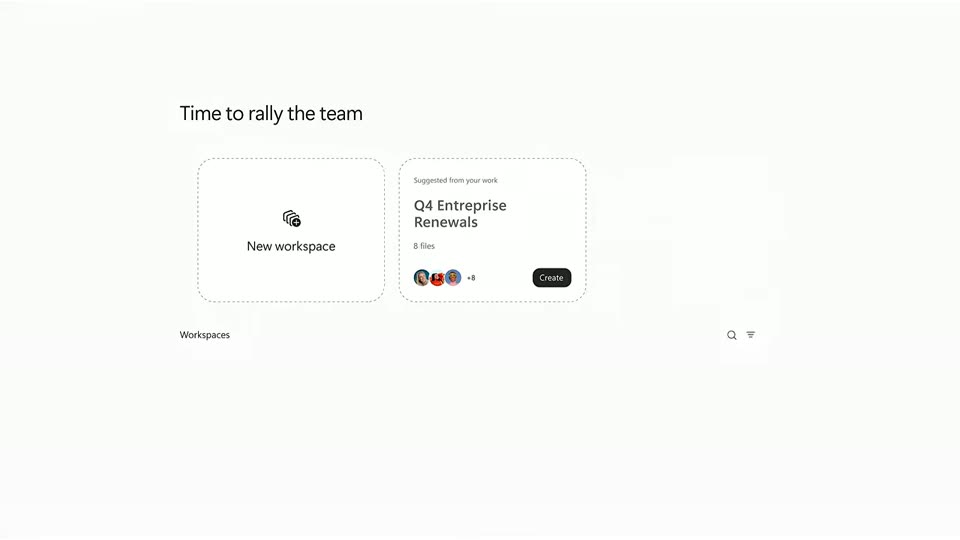 Time to rally the team
New workspace
Suggested from your work
Q4 Entreprise
Renewals
8 files
+8
Create
Workspaces